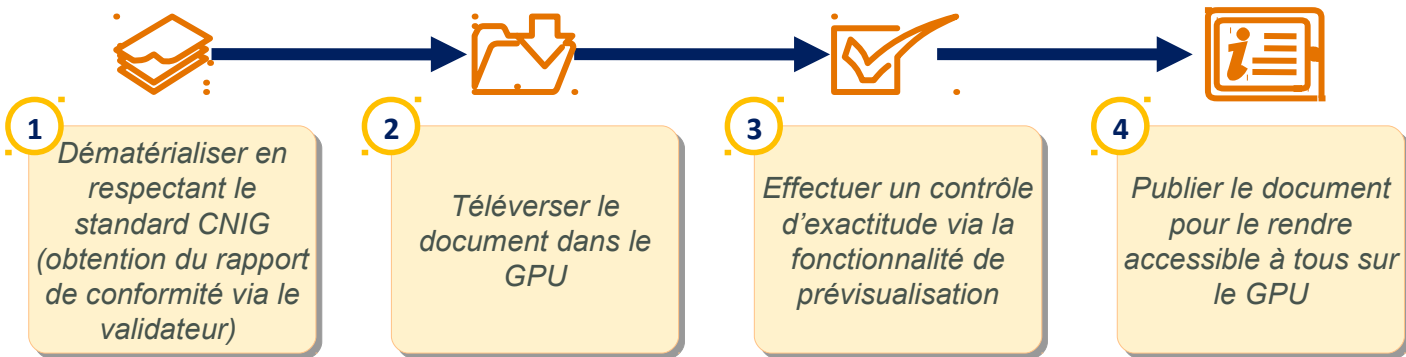 1
Dématérialiser en
respectant le
standard CNIG
(obtention du rapport
de conformité via le
validateur)
2
Téléverser le
document dans le
GPU
3
Effectuer un contrôle
d’exactitude via la
fonctionnalité de
prévisualisation
4
Publier le document
pour le rendre
accessible à tous sur
le GPU